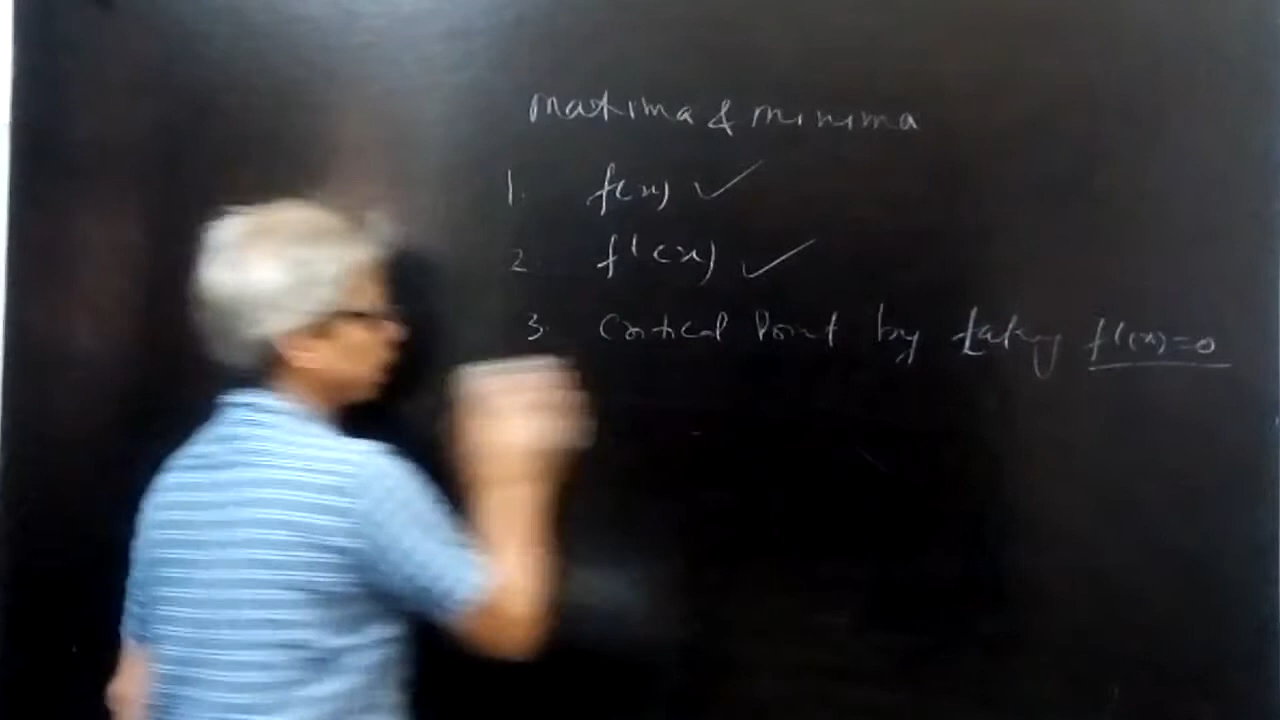 maxima & minima
1. f(x) ✓
2. f'(x) ✓
3. Critical Point by taking f'(x)=0